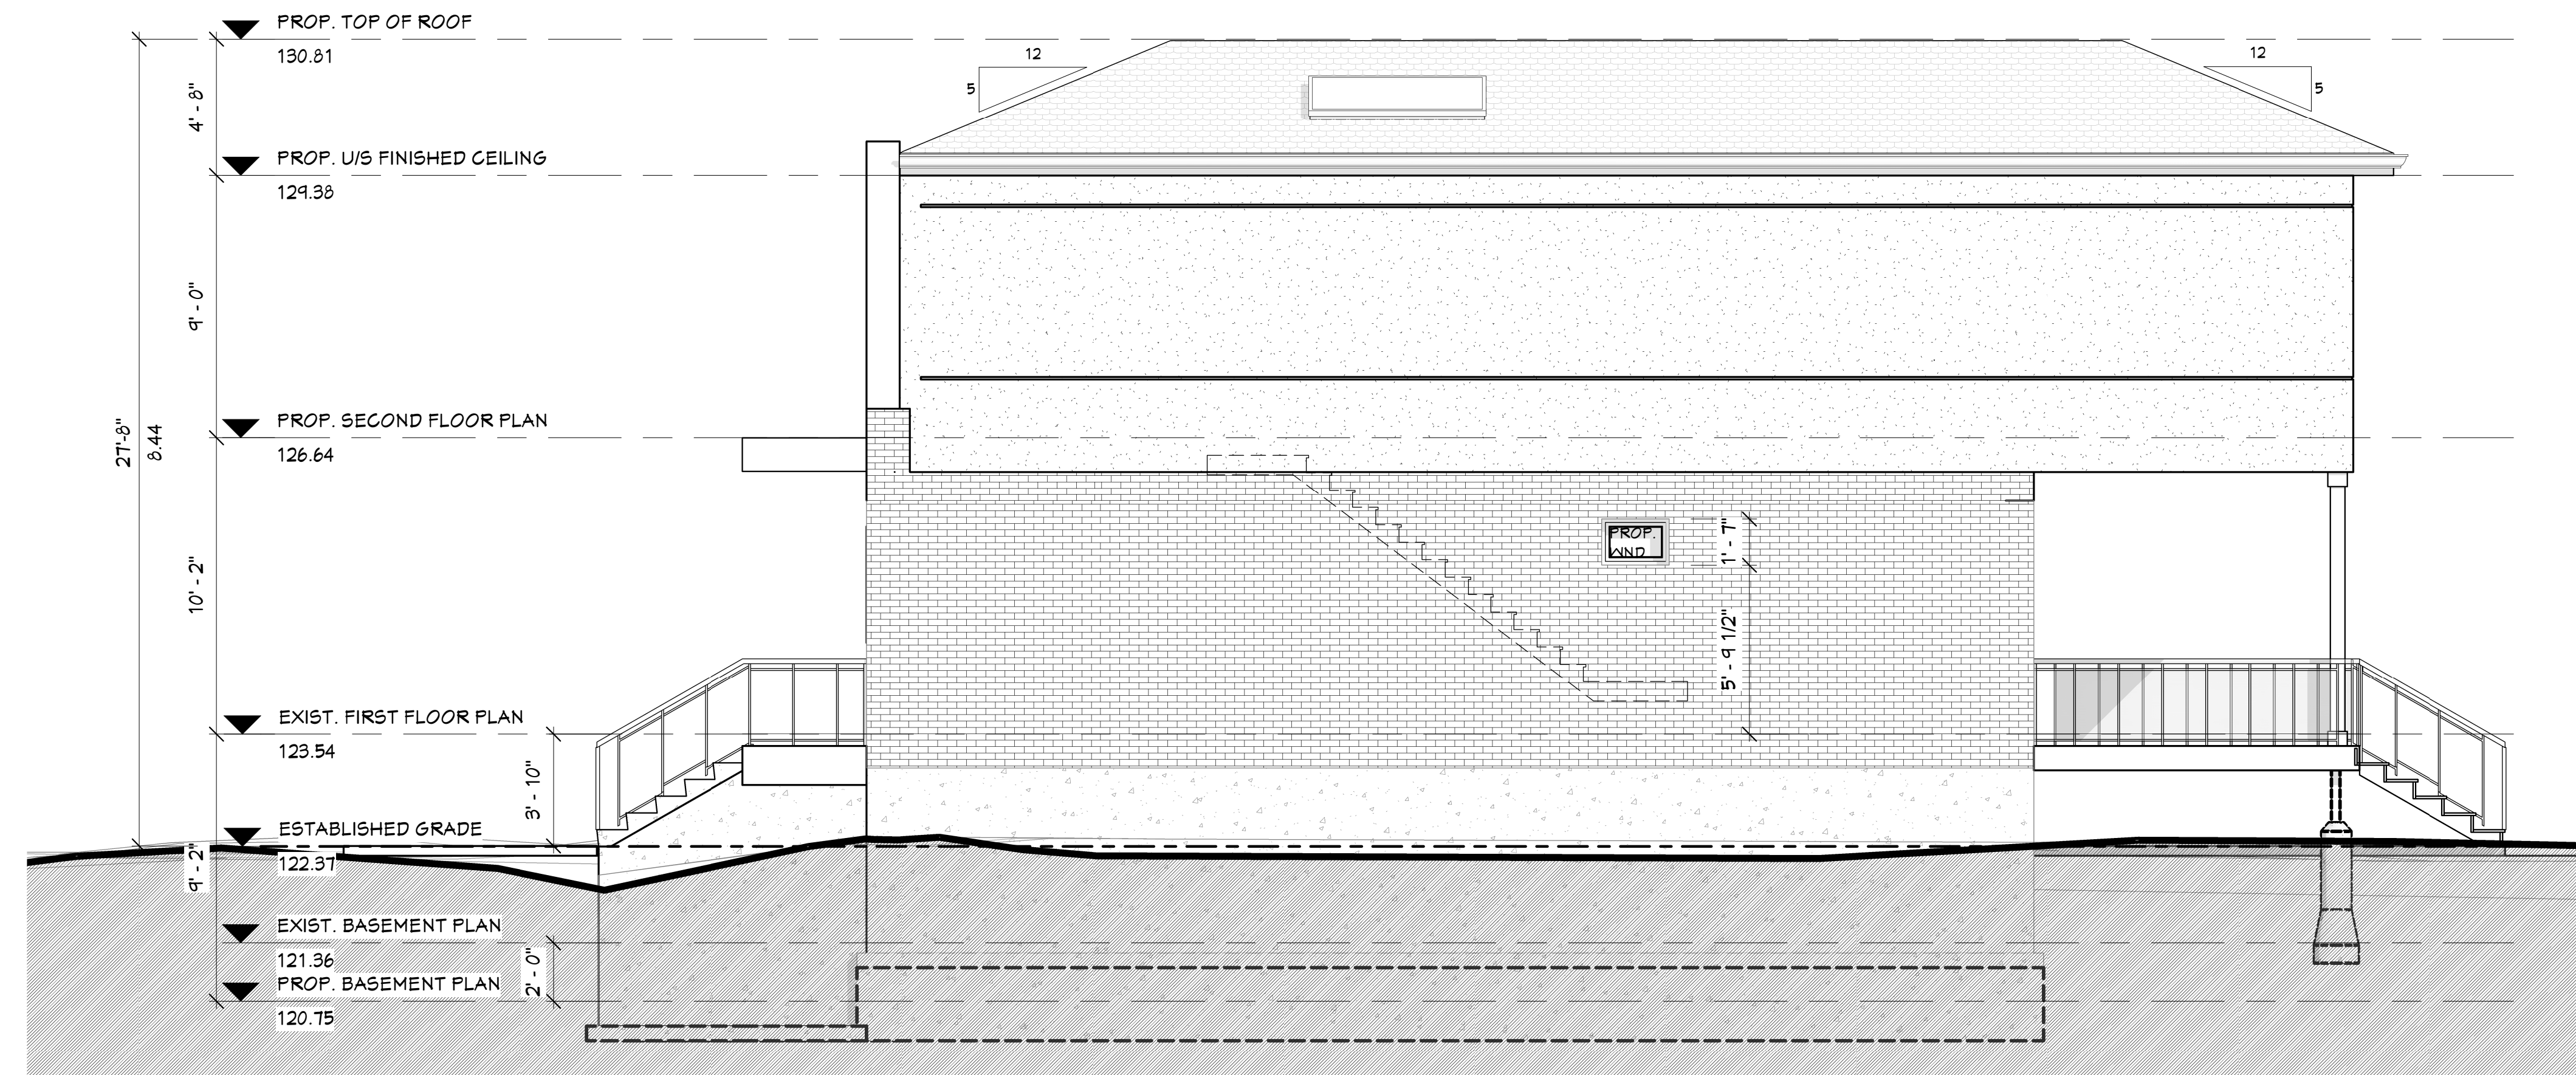 PROP. TOP OF ROOF
130.81
12
5
12
5
4' - 8"
PROP. U/S FINISHED CEILING
129.38
9' - 0"
PROP. SECOND FLOOR PLAN
126.64
27'-8"
8.44
PROP.
WND
1' - 7"
10' - 2"
5' - 9 1/2"
EXIST. FIRST FLOOR PLAN
123.54
3' - 10"
ESTABLISHED GRADE
122.37
9' - 2"
EXIST. BASEMENT PLAN
121.36
2' - 0"
PROP. BASEMENT PLAN
120.75